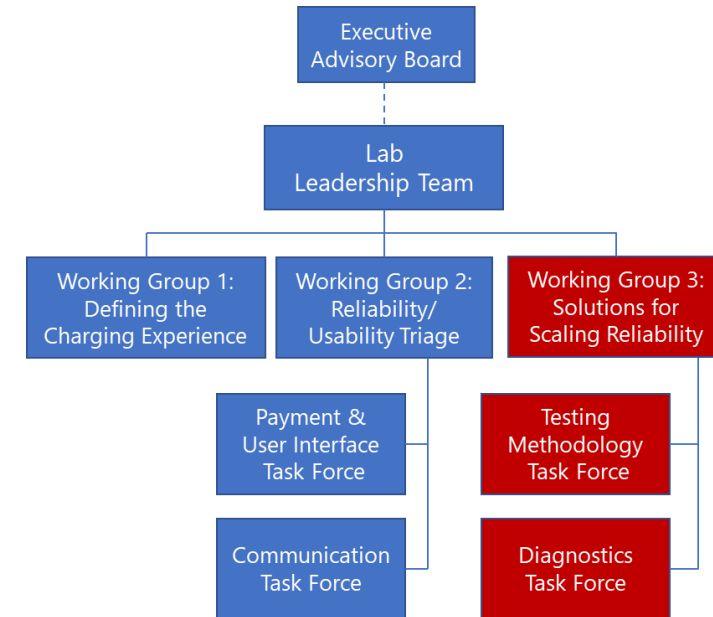 Executive
Advisory Board
Lab
Leadership Team
Working Group 1:
Defining the
Charging Experience
Working Group 2:
Reliability/
Usability Triage
Working Group 3:
Solutions for
Scaling Reliability
Payment &
User Interface
Task Force
Testing
Methodology
Task Force
Communication
Task Force
Diagnostics
Task Force